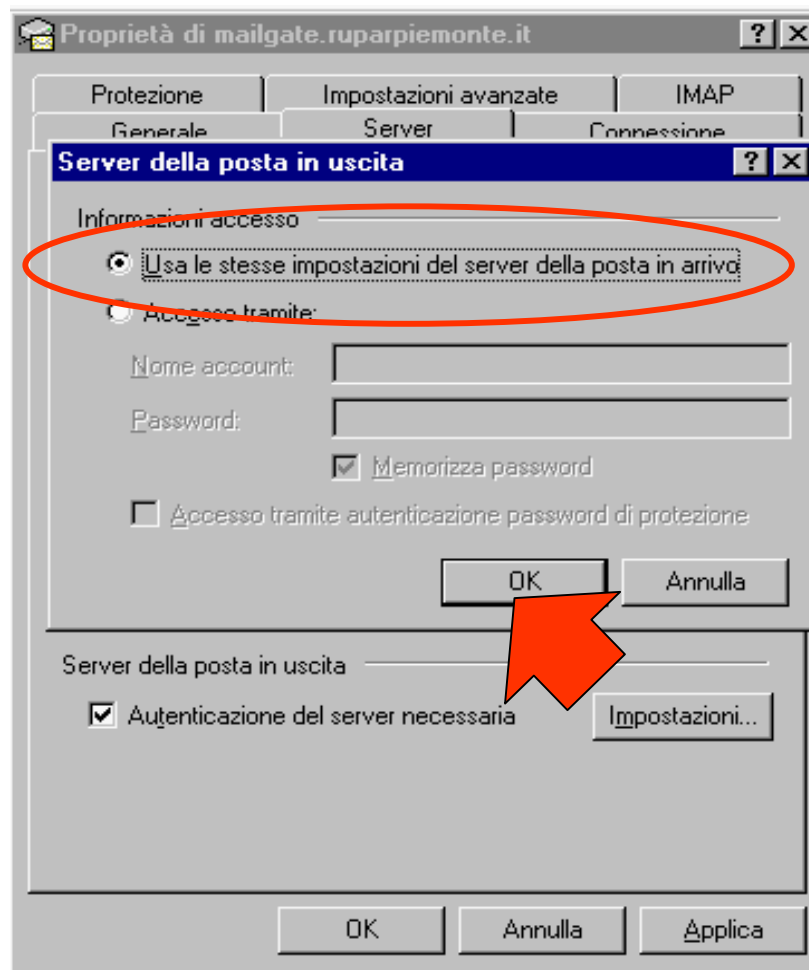 Proprietà di mailgate.ruparpiemonte.it
Protezione Impostazioni avanzate IMAP
Generale Server Connessione
Server della posta in uscita
Informazioni accesso
Usa le stesse impostazioni del server della posta in arrivo
Accesso tramite:
Nome account:
Password:
Memorizza password
Accesso tramite autenticazione password di protezione
OK Annulla
Server della posta in uscita
Autenticazione del server necessaria Impostazioni...
OK Annulla Applica